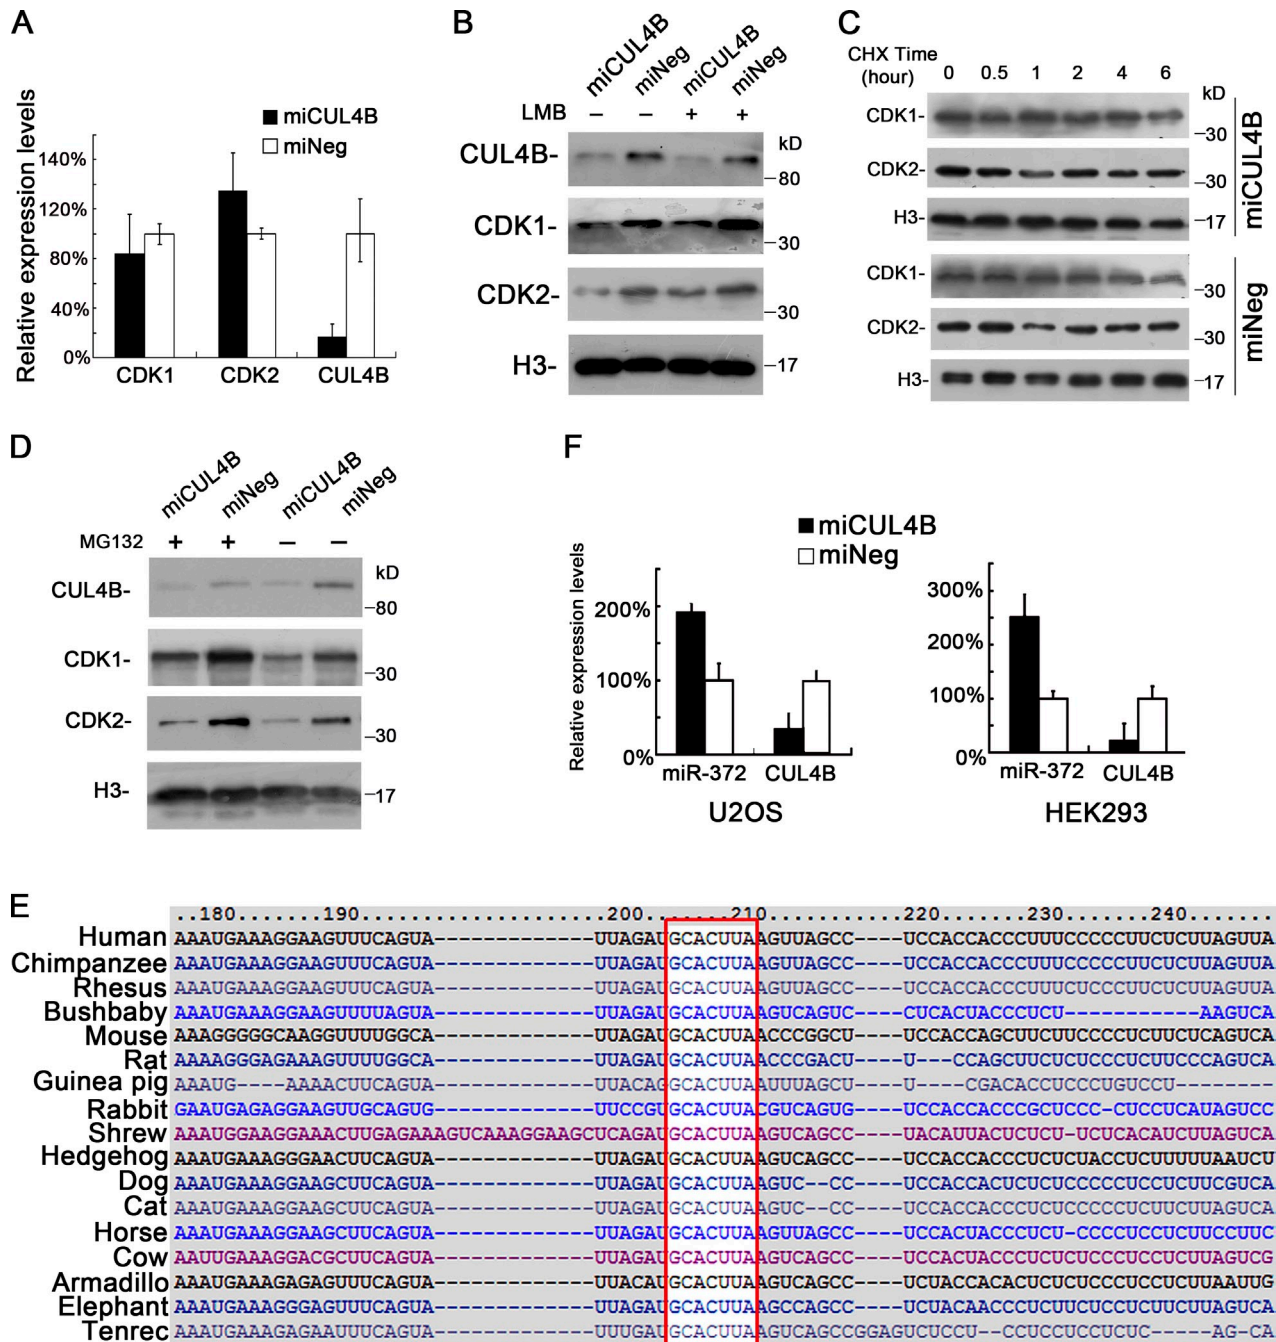 A
miCUL4B
miNeg
Relative expression levels
140%
120%
80%
40%
0%
CDK1 CDK2 CUL4B
B
miCUL4B miNeg miCUL4B miNeg
LMB – – + +
kD
CUL4B-
–80
CDK1-
–30
CDK2-
–30
H3-
–17
C
CHX Time (hour) 0 0.5 1 2 4 6
kD
CDK1-
–30
CDK2-
–30
H3-
–17
miCUL4B
CDK1-
–30
CDK2-
–30
H3-
–17
miNeg
D
miCUL4B miNeg miCUL4B miNeg
MG132 + + – –
kD
CUL4B-
–80
CDK1-
–30
CDK2-
–30
H3-
–17
F
miCUL4B
miNeg
Relative expression levels
200%
100%
0%
miR-372 CUL4B
U2OS
300%
200%
100%
0%
miR-372 CUL4B
HEK293
E
..180.......190...................200.......210..........220.......230.......240.......
Human AAAUGAAAGGAAGUUUCAGUA-------------UUAGAUGCACUUAAGUUAGCC----UCCACCACCCUUUCCCCCUUCUCUUAGUUA
Chimpanzee AAAUGAAAGGAAGUUUCAGUA-------------UUAGAUGCACUUAAGUUAGCC----UCCACCACCCUUUCCCCCUUCUCUUAGUUA
Rhesus AAAUGAAAGGAAGUUUCAGUA-------------UUAGAUGCACUUAAGUUAGCC----UCCACCACCCUUUCUCCCUUCUCUUAGUUA
Bushbaby AAAUGAAAGGAAGUUUUAGUA-------------UUAGAUGCACUUAAGUCAGUC----CUCACUACCCUCU-----------AAGUCA
Mouse AAAGGGGGCAAGGUUUUGGCA-------------UUAGAUGCACUUAACCCGGCU----UCCACCAGCUUCUUCCCCUCUUCUCAGUCA
Rat AAAAGGGAGAAAGUUUUGGCA-------------UUAGAUGCACUUAACCCGACU----U---CCAGCUUCUCUCCCUCUUCCCAGUCA
Guinea pig AAAUG----AAAACUUCAGUA-------------UUACAGGCACUUAAUUUAGCU----U----CGACACCUCCCUGUCCU--------
Rabbit GAAUGAGAGGAAGUUGCAGUG-------------UUCCGUGCACUUACGUCAGUG----UCCACCACCCGCUCCC-CUCCUCAUAGUCC
Shrew AAAUGGAAGGAAACUUGAGAAAGUCAAAGGAAGCUCAGAUGCACUUAAGUCAGCC----UACAUUACUCUCU-UCUCACAUCUUAGUCA
Hedgehog AAAUGAAAGGGAACUUCAGUA-------------UUAGAUGCACUUAAGUCAGCC----UCCACCACCCUCUCUACCUCUUUUUAAUCU
Dog AAAUGAAAGGAAGCUUCAGUA-------------UUAGAUGCACUUAAGUC--CC----UCCACCACUCUCUCUCCCUCUCUUCGUCA
Cat AAAUGAAAGGAAGCUUCAGUA-------------UUAGAUGCACUUAAGUC--CC----UCCACCACCCUCUCUCCCUCUUCUUAGUCA
Horse AAAUGAAAGGAAGCUUCAGUA-------------UUAGAUGCACUUAAGUUAGCC----UCCACUACCCUCU-CCCCUCCUCUUCCUUC
Cow AAUUGAAAGGACGCUUCAGUA-------------UUAGAUGCACUUAAGUCAGCC----UCCACUACCCUCUCUCCCUCCUCUUAGUCG
Armadillo AAAUGAAAGAGAGUUUCAGUA-------------UUACAUGCACUUAAGUCAGCC----UCUACCACACUCUCUCCCUCCUCUUAAUUG
Elephant AAAUGAAAGGGAGUUUCAGUA-------------UUAGAUGCACUUAAGCCAGCC----UCUACAACCCUCUUCUCCUCUUCUUAGUCA
Tenrec AAAUGAAAGAGAAUUUCAGUA-------------UUUGAUGCACUUAAGUCAGCCGGAGUCUCCU---CCUCCUCCUCUC----AG-CA